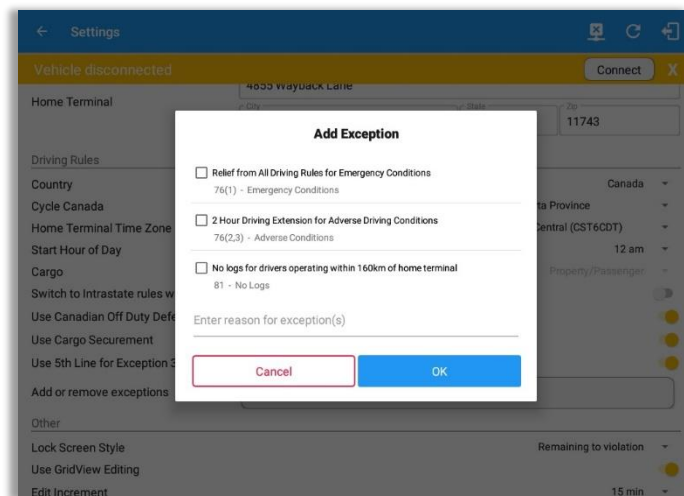 Settings
Vehicle disconnected
Connect
X
4855 Wayback Lane
Home Terminal
City
State
Zip
11743
Add Exception
Relief from All Driving Rules for Emergency Conditions
76(1) - Emergency Conditions
2 Hour Driving Extension for Adverse Driving Conditions
76(2,3) - Adverse Conditions
No logs for drivers operating within 160km of home terminal
81 - No Logs
Enter reason for exception(s)
Cancel
OK
Driving Rules
Country
Canada
Cycle Canada
ta Province
Home Terminal Time Zone
Central (CST6CDT)
Start Hour of Day
12 am
Cargo
Property/Passenger
Switch to Intrastate rules w
Use Canadian Off Duty Defe
Use Cargo Securement
Use 5th Line for Exception 3
Add or remove exceptions
Other
Lock Screen Style
Remaining to violation
Use GridView Editing
Edit Increment
15 min